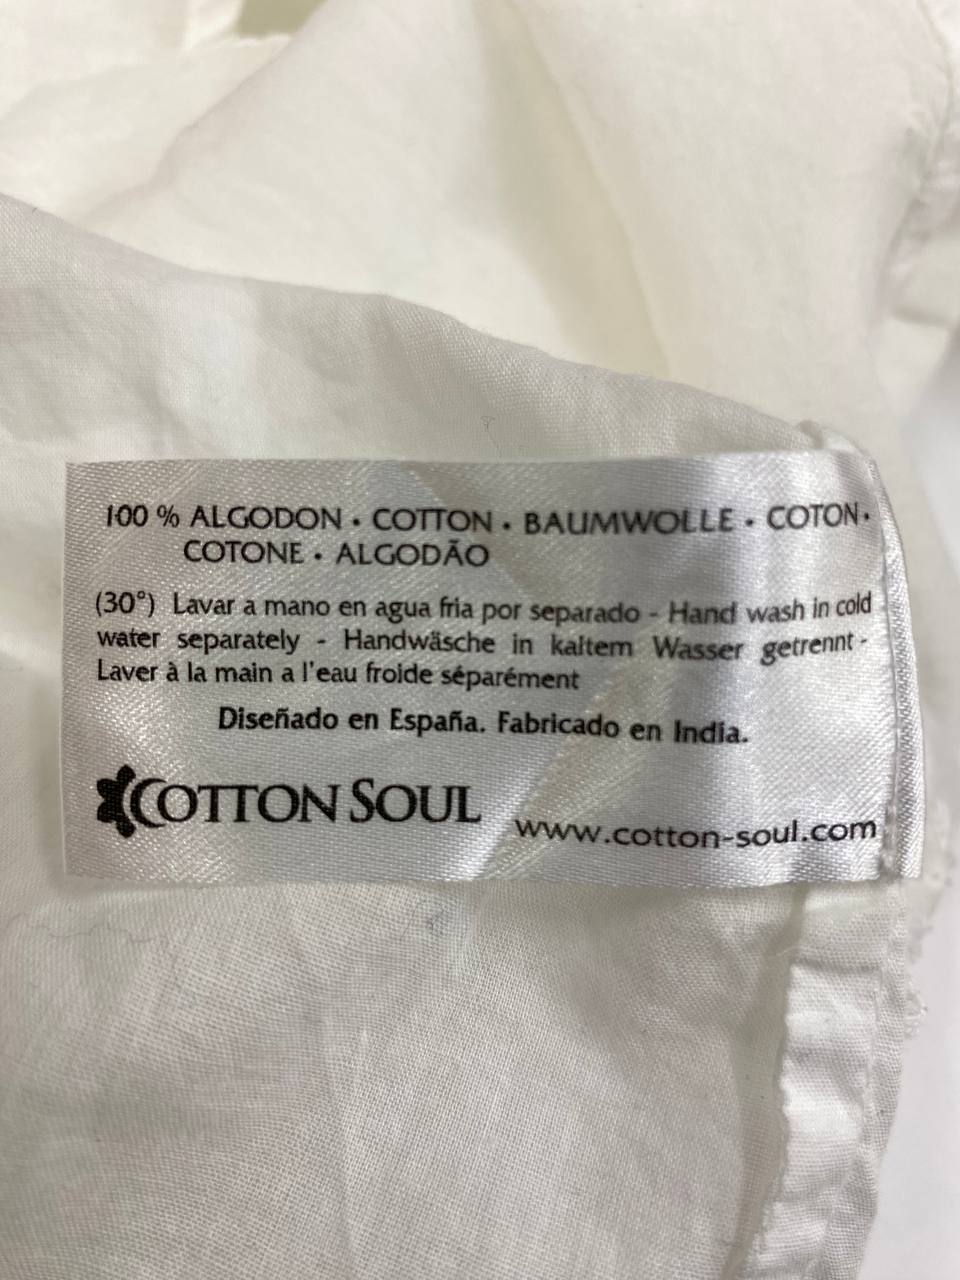 100 % ALGODON · COTTON · BAUMWOLLE · COTON ·
COTONE · ALGODÃO
(30°) Lavar a mano en agua fria por separado - Hand wash in cold
water separately - Handwäsche in kaltem Wasser getrennt -
Laver à la main a l'eau froide séparément
Diseñado en España. Fabricado en India.
COTTON SOUL
www.cotton-soul.com